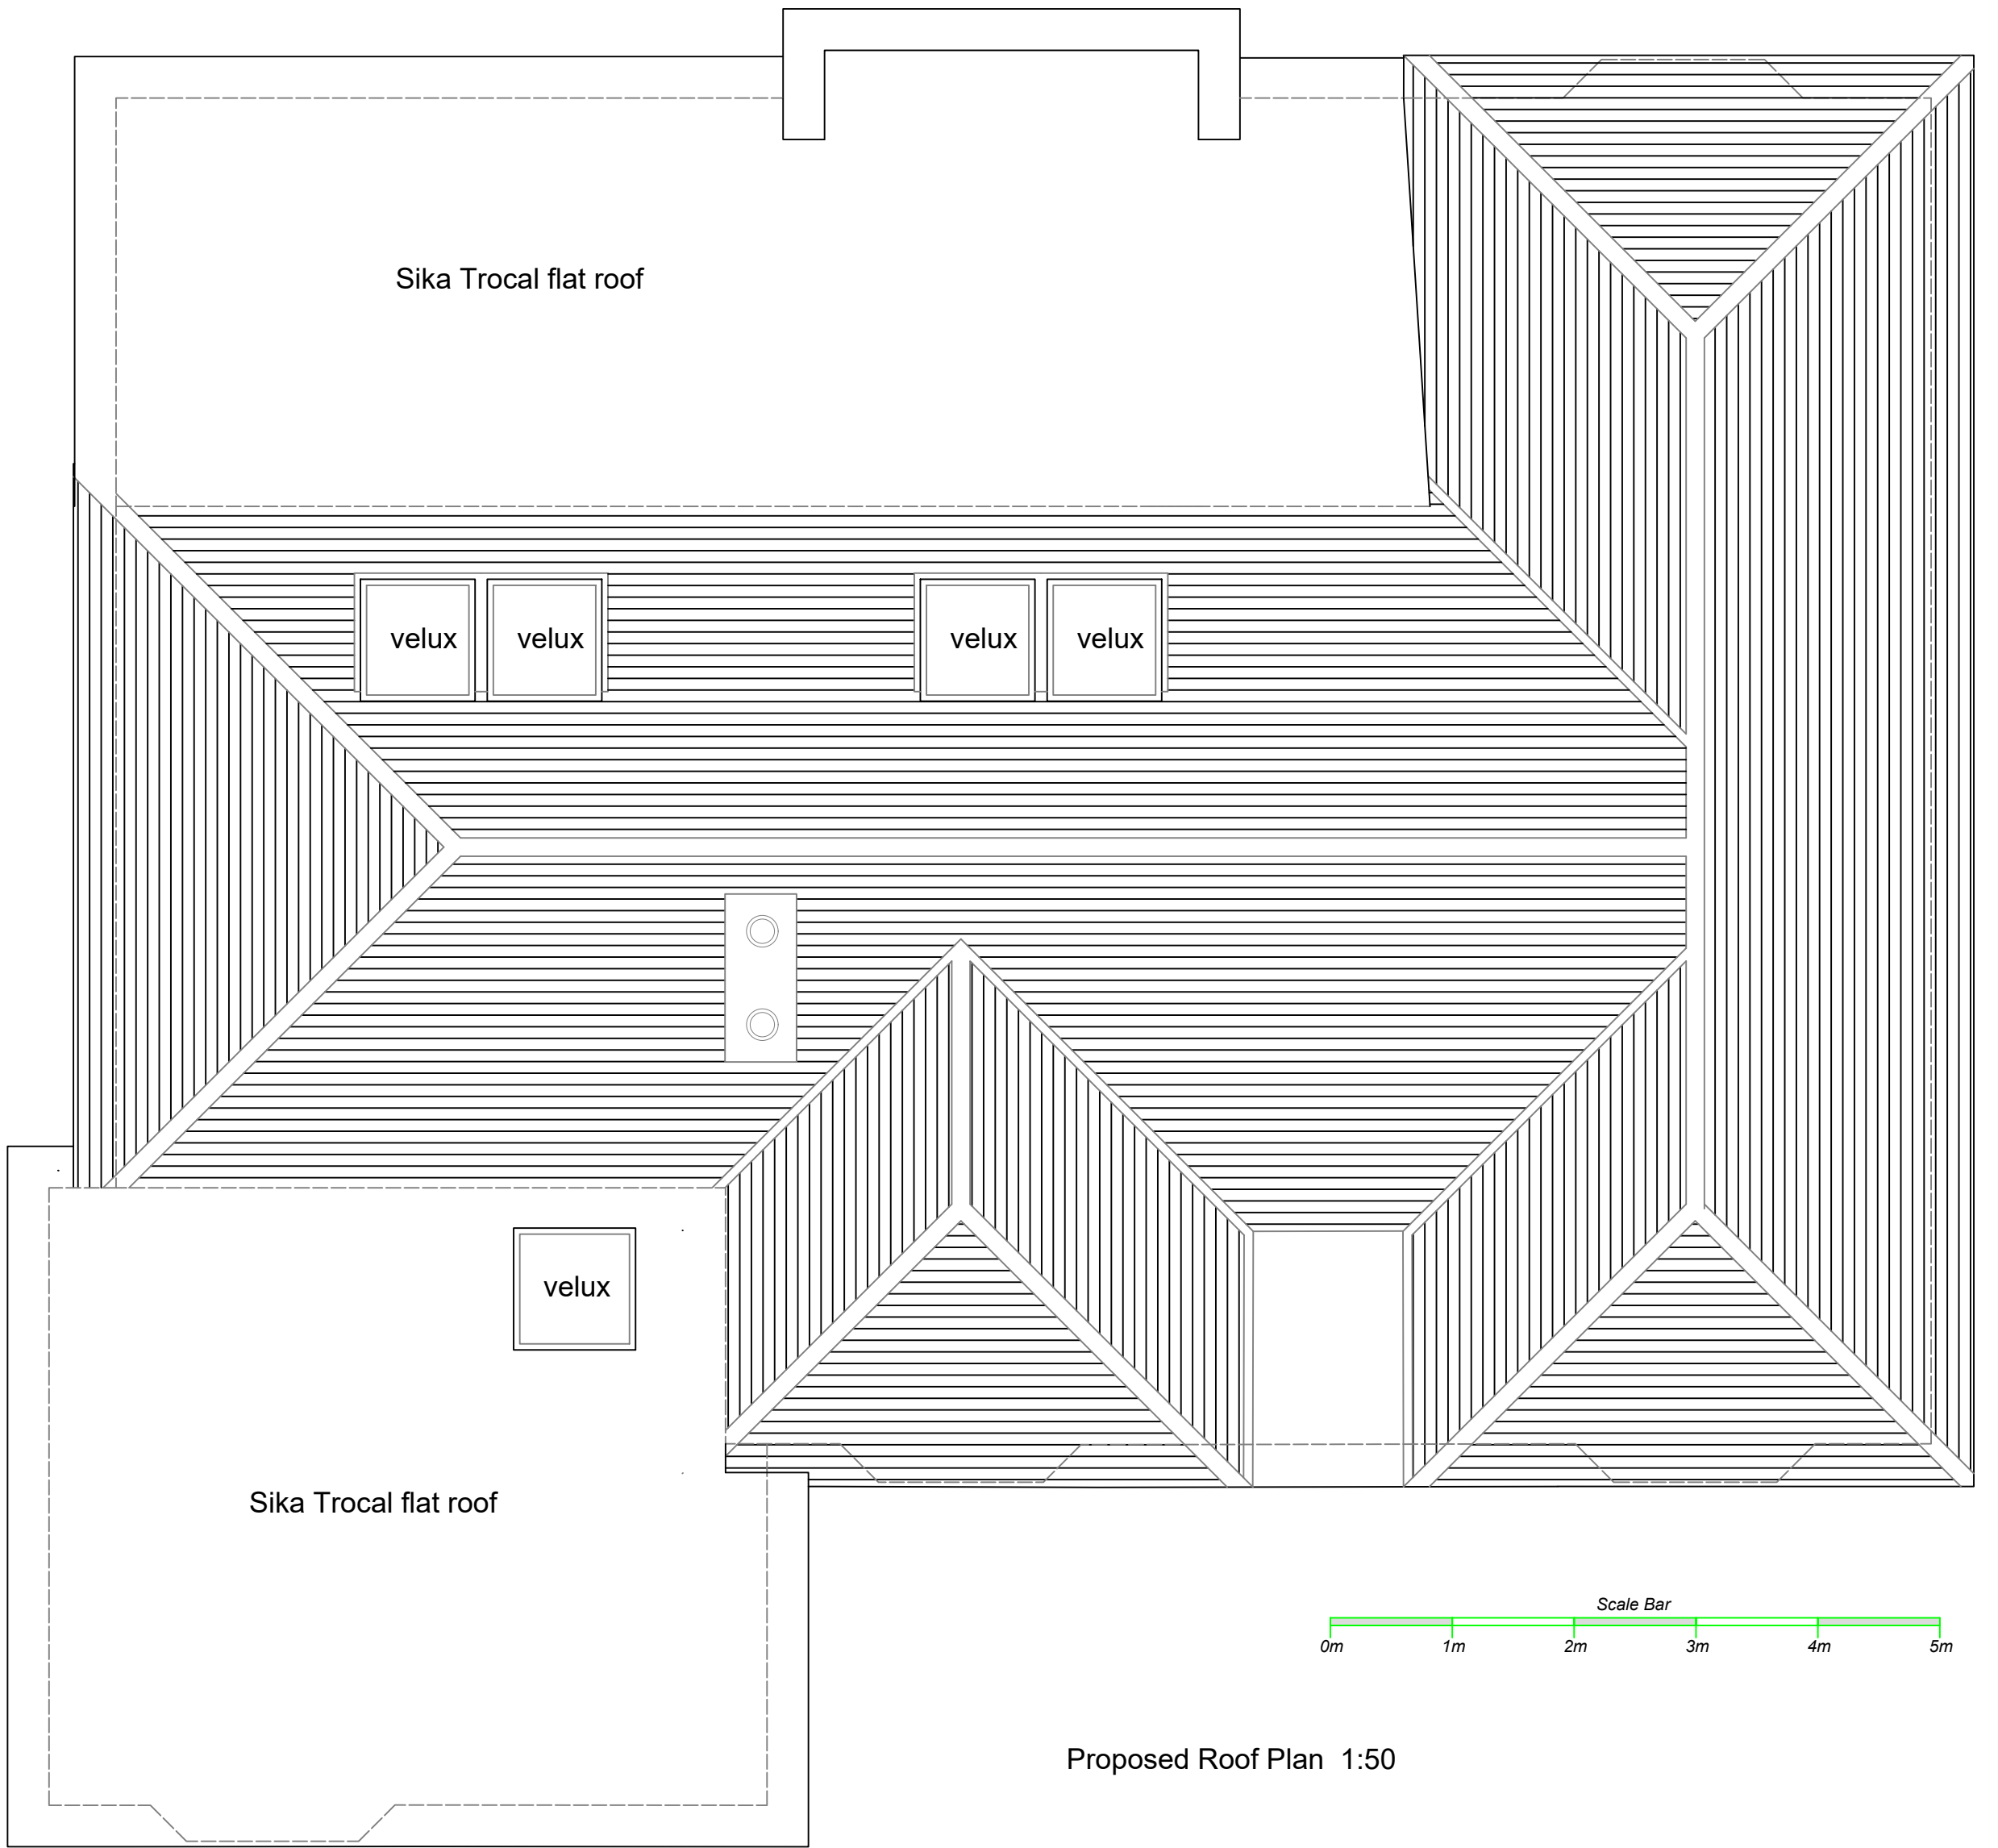 Sika Trocal flat roof
velux velux velux velux
velux
Sika Trocal flat roof
Scale Bar
0m 1m 2m 3m 4m 5m
Proposed Roof Plan 1:50